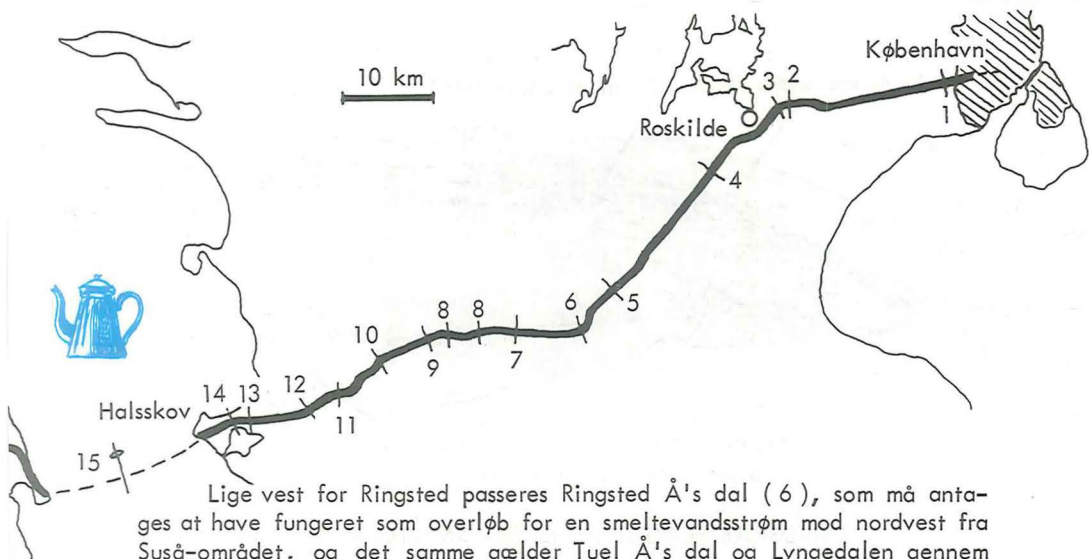 København
10 km
3 2
1
Roskilde
4
5
6
8 8
7
10
9
14 13 12
11
Halsskov
15
Lige vest for Ringsted passeres Ringsted Å's dal (6), som må anta-
ges at have fungeret som overløb for en smeltevandsstrøm mod nordvest fra
Suså-området, og det samme gælder Tuel Å's dal og Lyngedalen gennem